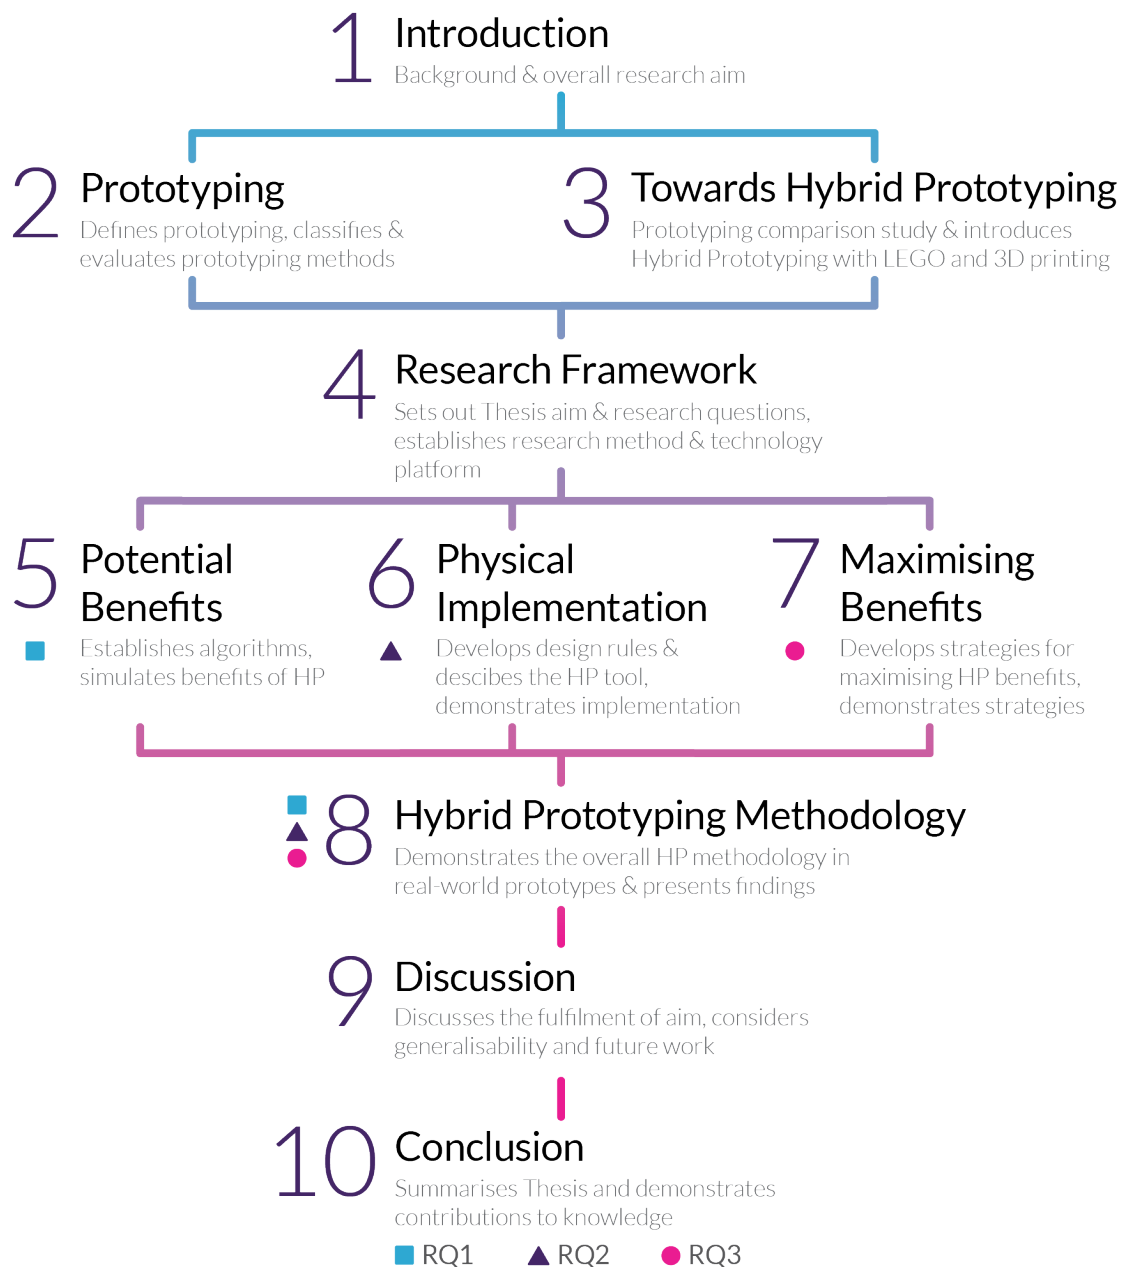 1 Introduction
Background & overall research aim
2 Prototyping
Defines prototyping, classifies &
evaluates prototyping methods
3 Towards Hybrid Prototyping
Prototyping comparison study & introduces
Hybrid Prototyping with LEGO and 3D printing
4 Research Framework
Sets out Thesis aim & research questions,
establishes research method & technology
platform
5 Potential
Benefits
Establishes algorithms,
simulates benefits of HP
6 Physical
Implementation
Develops design rules &
descibes the HP tool,
demonstrates implementation
7 Maximising
Benefits
Develops strategies for
maximising HP benefits,
demonstrates strategies
8 Hybrid Prototyping Methodology
Demonstrates the overall HP methodology in
real-world prototypes & presents findings
9 Discussion
Discusses the fulfilment of aim, considers
generalisability and future work
10 Conclusion
Summarises Thesis and demonstrates
contributions to knowledge
RQ1 RQ2 RQ3